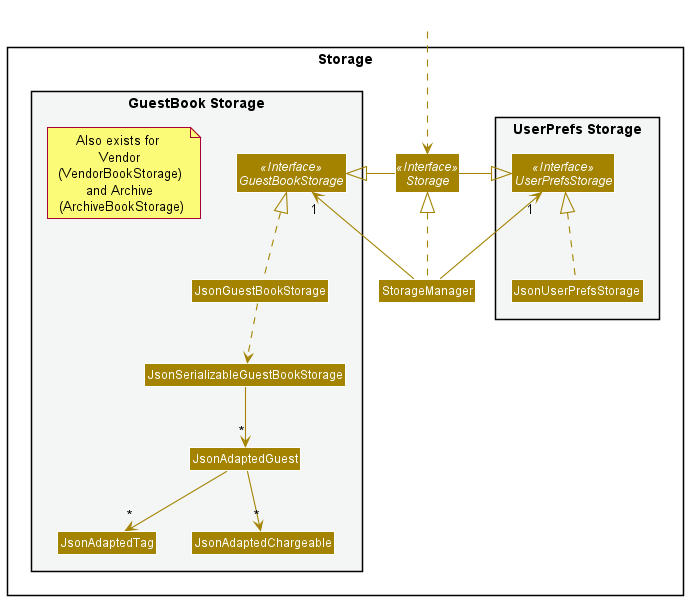 Storage
GuestBook Storage
UserPrefs Storage
Also exists for
Vendor
(VendorBookStorage)
and Archive
(ArchiveBookStorage)
«Interface»
GuestBookStorage
«Interface»
Storage
«Interface»
UserPrefsStorage
1
1
JsonGuestBookStorage
StorageManager
JsonUserPrefsStorage
JsonSerializableGuestBookStorage
*
JsonAdaptedGuest
*
*
JsonAdaptedTag
JsonAdaptedChargeable